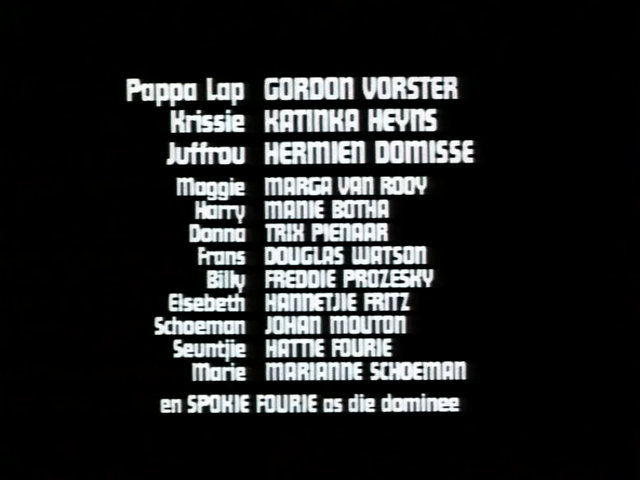 Pappa Lap GORDON VORSTER
Krissie KATINKA HEYNS
Juffrou HERMIEN DOMISSE
Maggie MARGA VAN ROOY
Harry MANIE BOTHA
Donna TRIX PIENAAR
Frans DOUGLAS WATSON
Billy FREDDIE PROZESKY
Elsebeth HANNETJIE FRITZ
Schoeman JOHAN MOUTON
Seuntjie HATTIE FOURIE
Marie MARIANNE SCHOEMAN
en SPOKIE FOURIE as die dominee